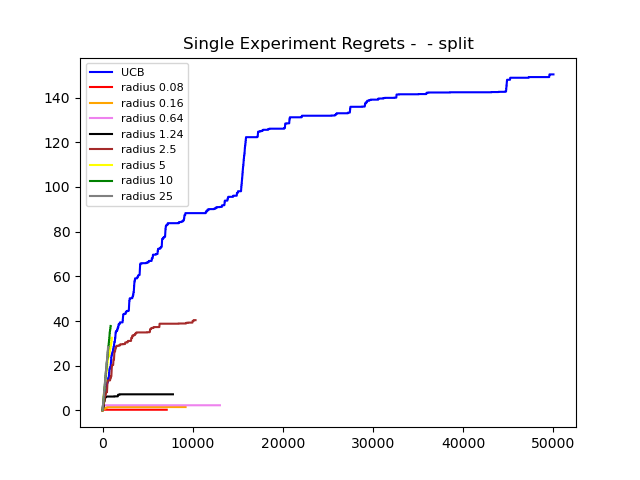 Single Experiment Regrets -  - split
UCB
radius 0.08
radius 0.16
radius 0.64
radius 1.24
radius 2.5
radius 5
radius 10
radius 25
140
120
100
80
60
40
20
0
0 10000 20000 30000 40000 50000